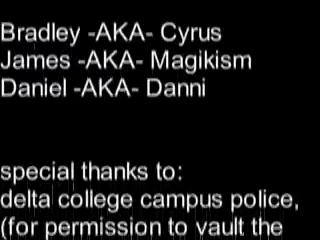 Bradley -AKA- Cyrus
James -AKA- Magikism
Daniel -AKA- Danni
special thanks to:
delta college campus police,
(for permission to vault the